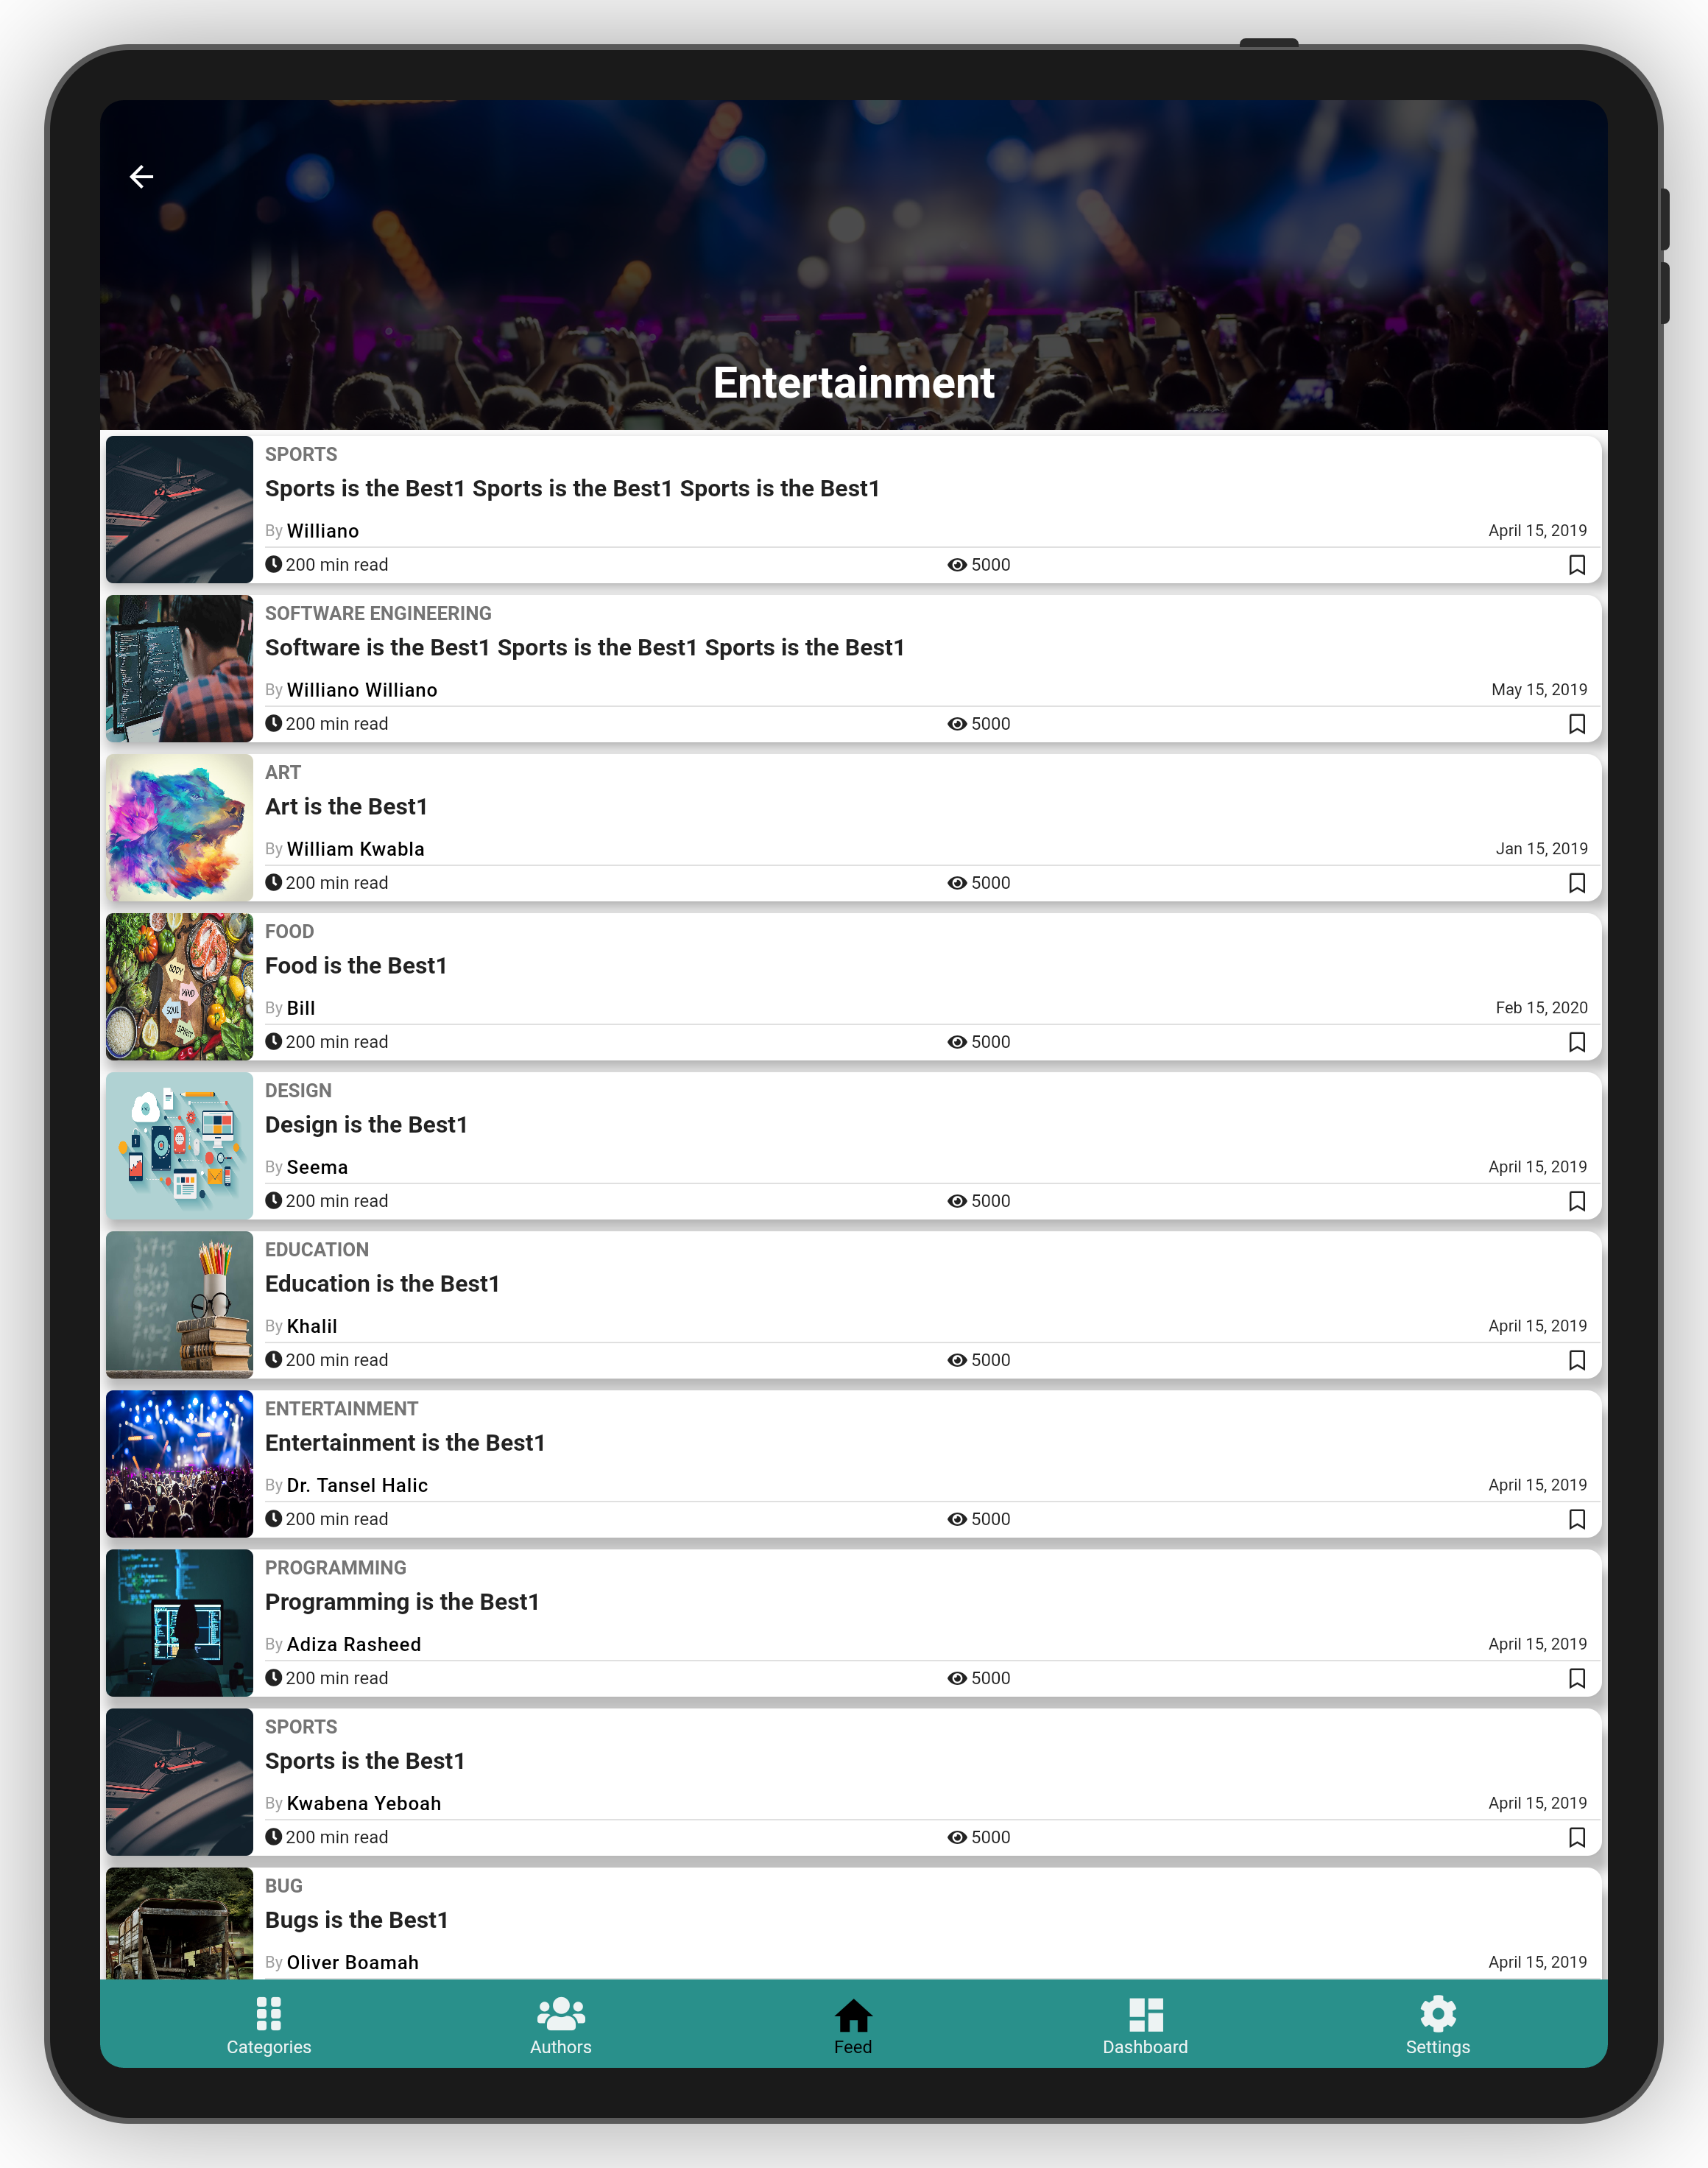 Entertainment
SPORTS
Sports is the Best1 Sports is the Best1 Sports is the Best1
By Williano April 15, 2019
200 min read 5000
SOFTWARE ENGINEERING
Software is the Best1 Sports is the Best1 Sports is the Best1
By Williano Williano May 15, 2019
200 min read 5000
ART
Art is the Best1
By William Kwabla Jan 15, 2019
200 min read 5000
FOOD
Food is the Best1
BODY
MIND
SOUL
SPIRIT
By Bill Feb 15, 2020
200 min read 5000
DESIGN
Design is the Best1
By Seema April 15, 2019
200 min read 5000
EDUCATION
Education is the Best1
By Khalil April 15, 2019
200 min read 5000
ENTERTAINMENT
Entertainment is the Best1
By Dr. Tansel Halic April 15, 2019
200 min read 5000
PROGRAMMING
Programming is the Best1
By Adiza Rasheed April 15, 2019
200 min read 5000
SPORTS
Sports is the Best1
By Kwabena Yeboah April 15, 2019
200 min read 5000
BUG
Bugs is the Best1
By Oliver Boamah April 15, 2019
Categories Authors Feed Dashboard Settings